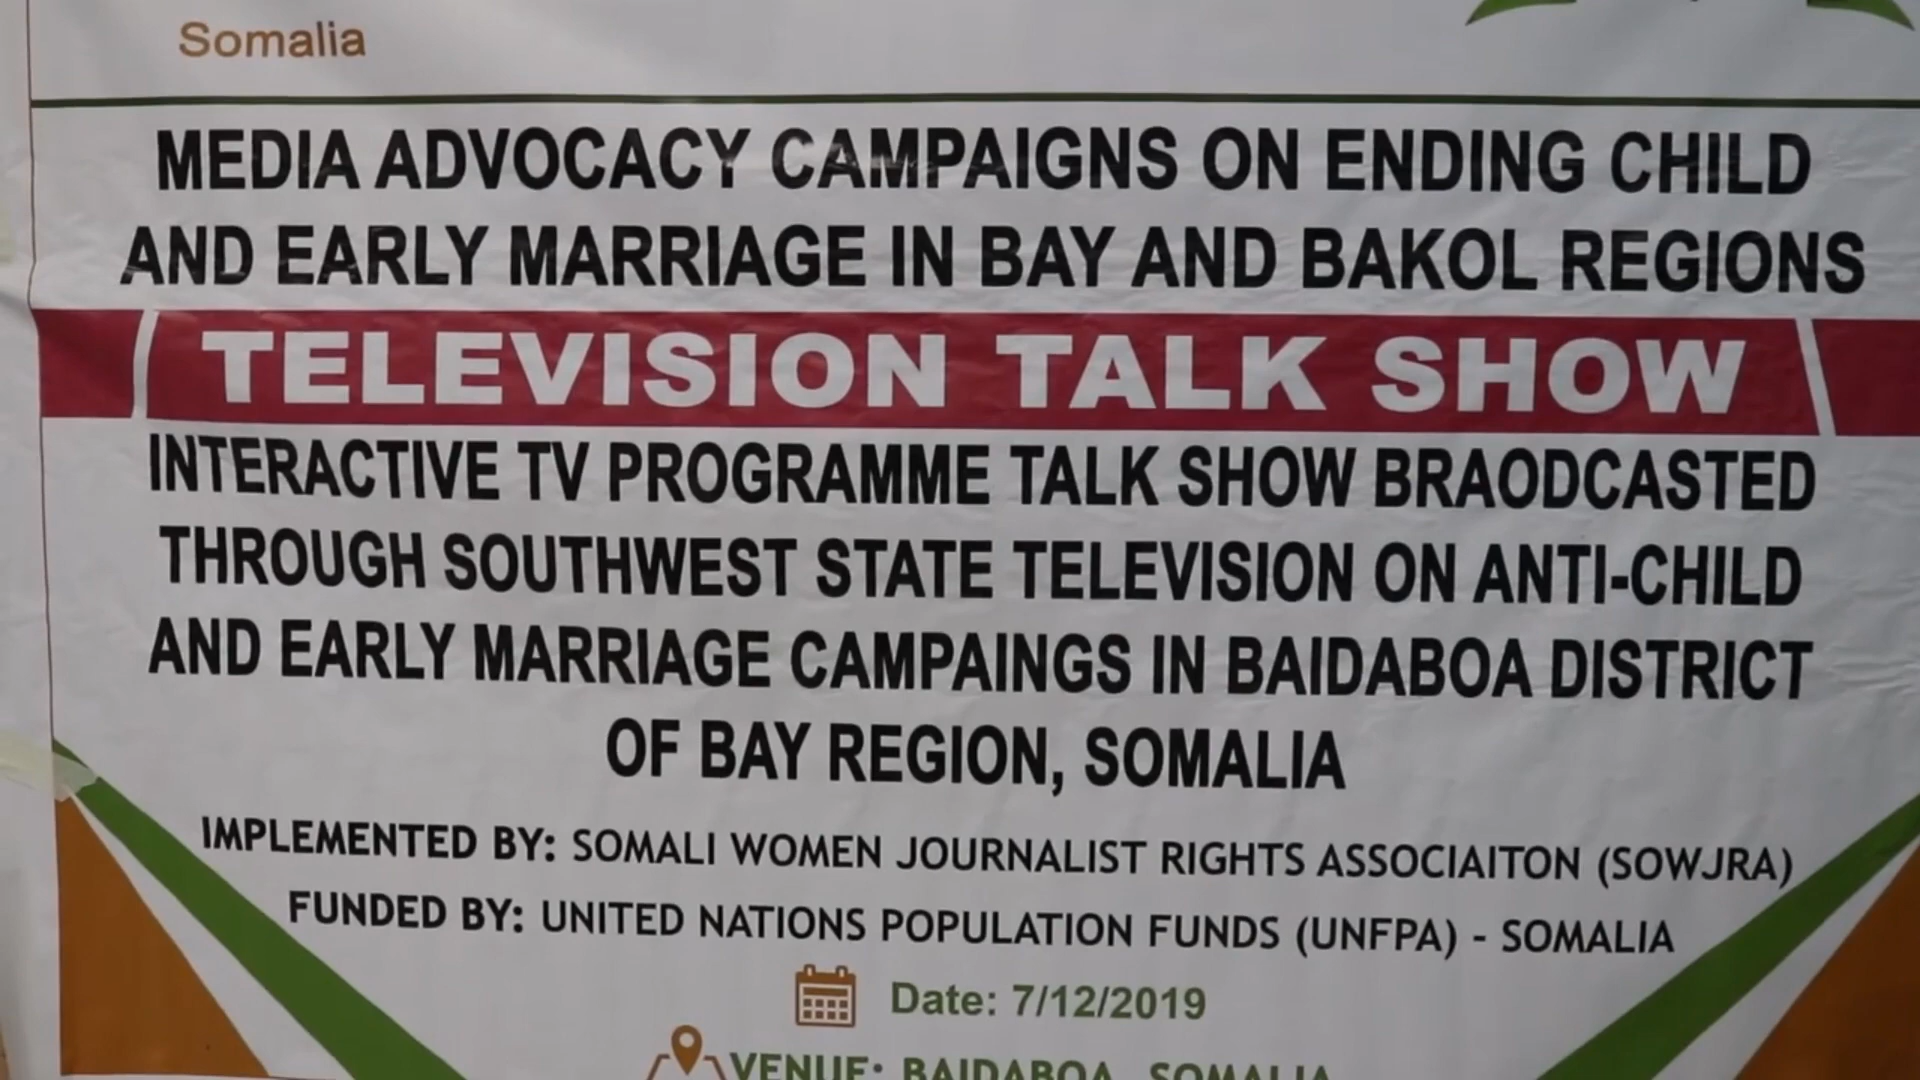 Somalia
MEDIA ADVOCACY CAMPAIGNS ON ENDING CHILD
AND EARLY MARRIAGE IN BAY AND BAKOL REGIONS
TELEVISION TALK SHOW
INTERACTIVE TV PROGRAMME TALK SHOW BRAODCASTED
THROUGH SOUTHWEST STATE TELEVISION ON ANTI-CHILD
AND EARLY MARRIAGE CAMPAINGS IN BAIDABOA DISTRICT
OF BAY REGION, SOMALIA
IMPLEMENTED BY: SOMALI WOMEN JOURNALIST RIGHTS ASSOCIAITON (SOWJRA)
FUNDED BY: UNITED NATIONS POPULATION FUNDS (UNFPA) - SOMALIA
Date: 7/12/2019
VENUE: BAIDABOA, SOMALIA